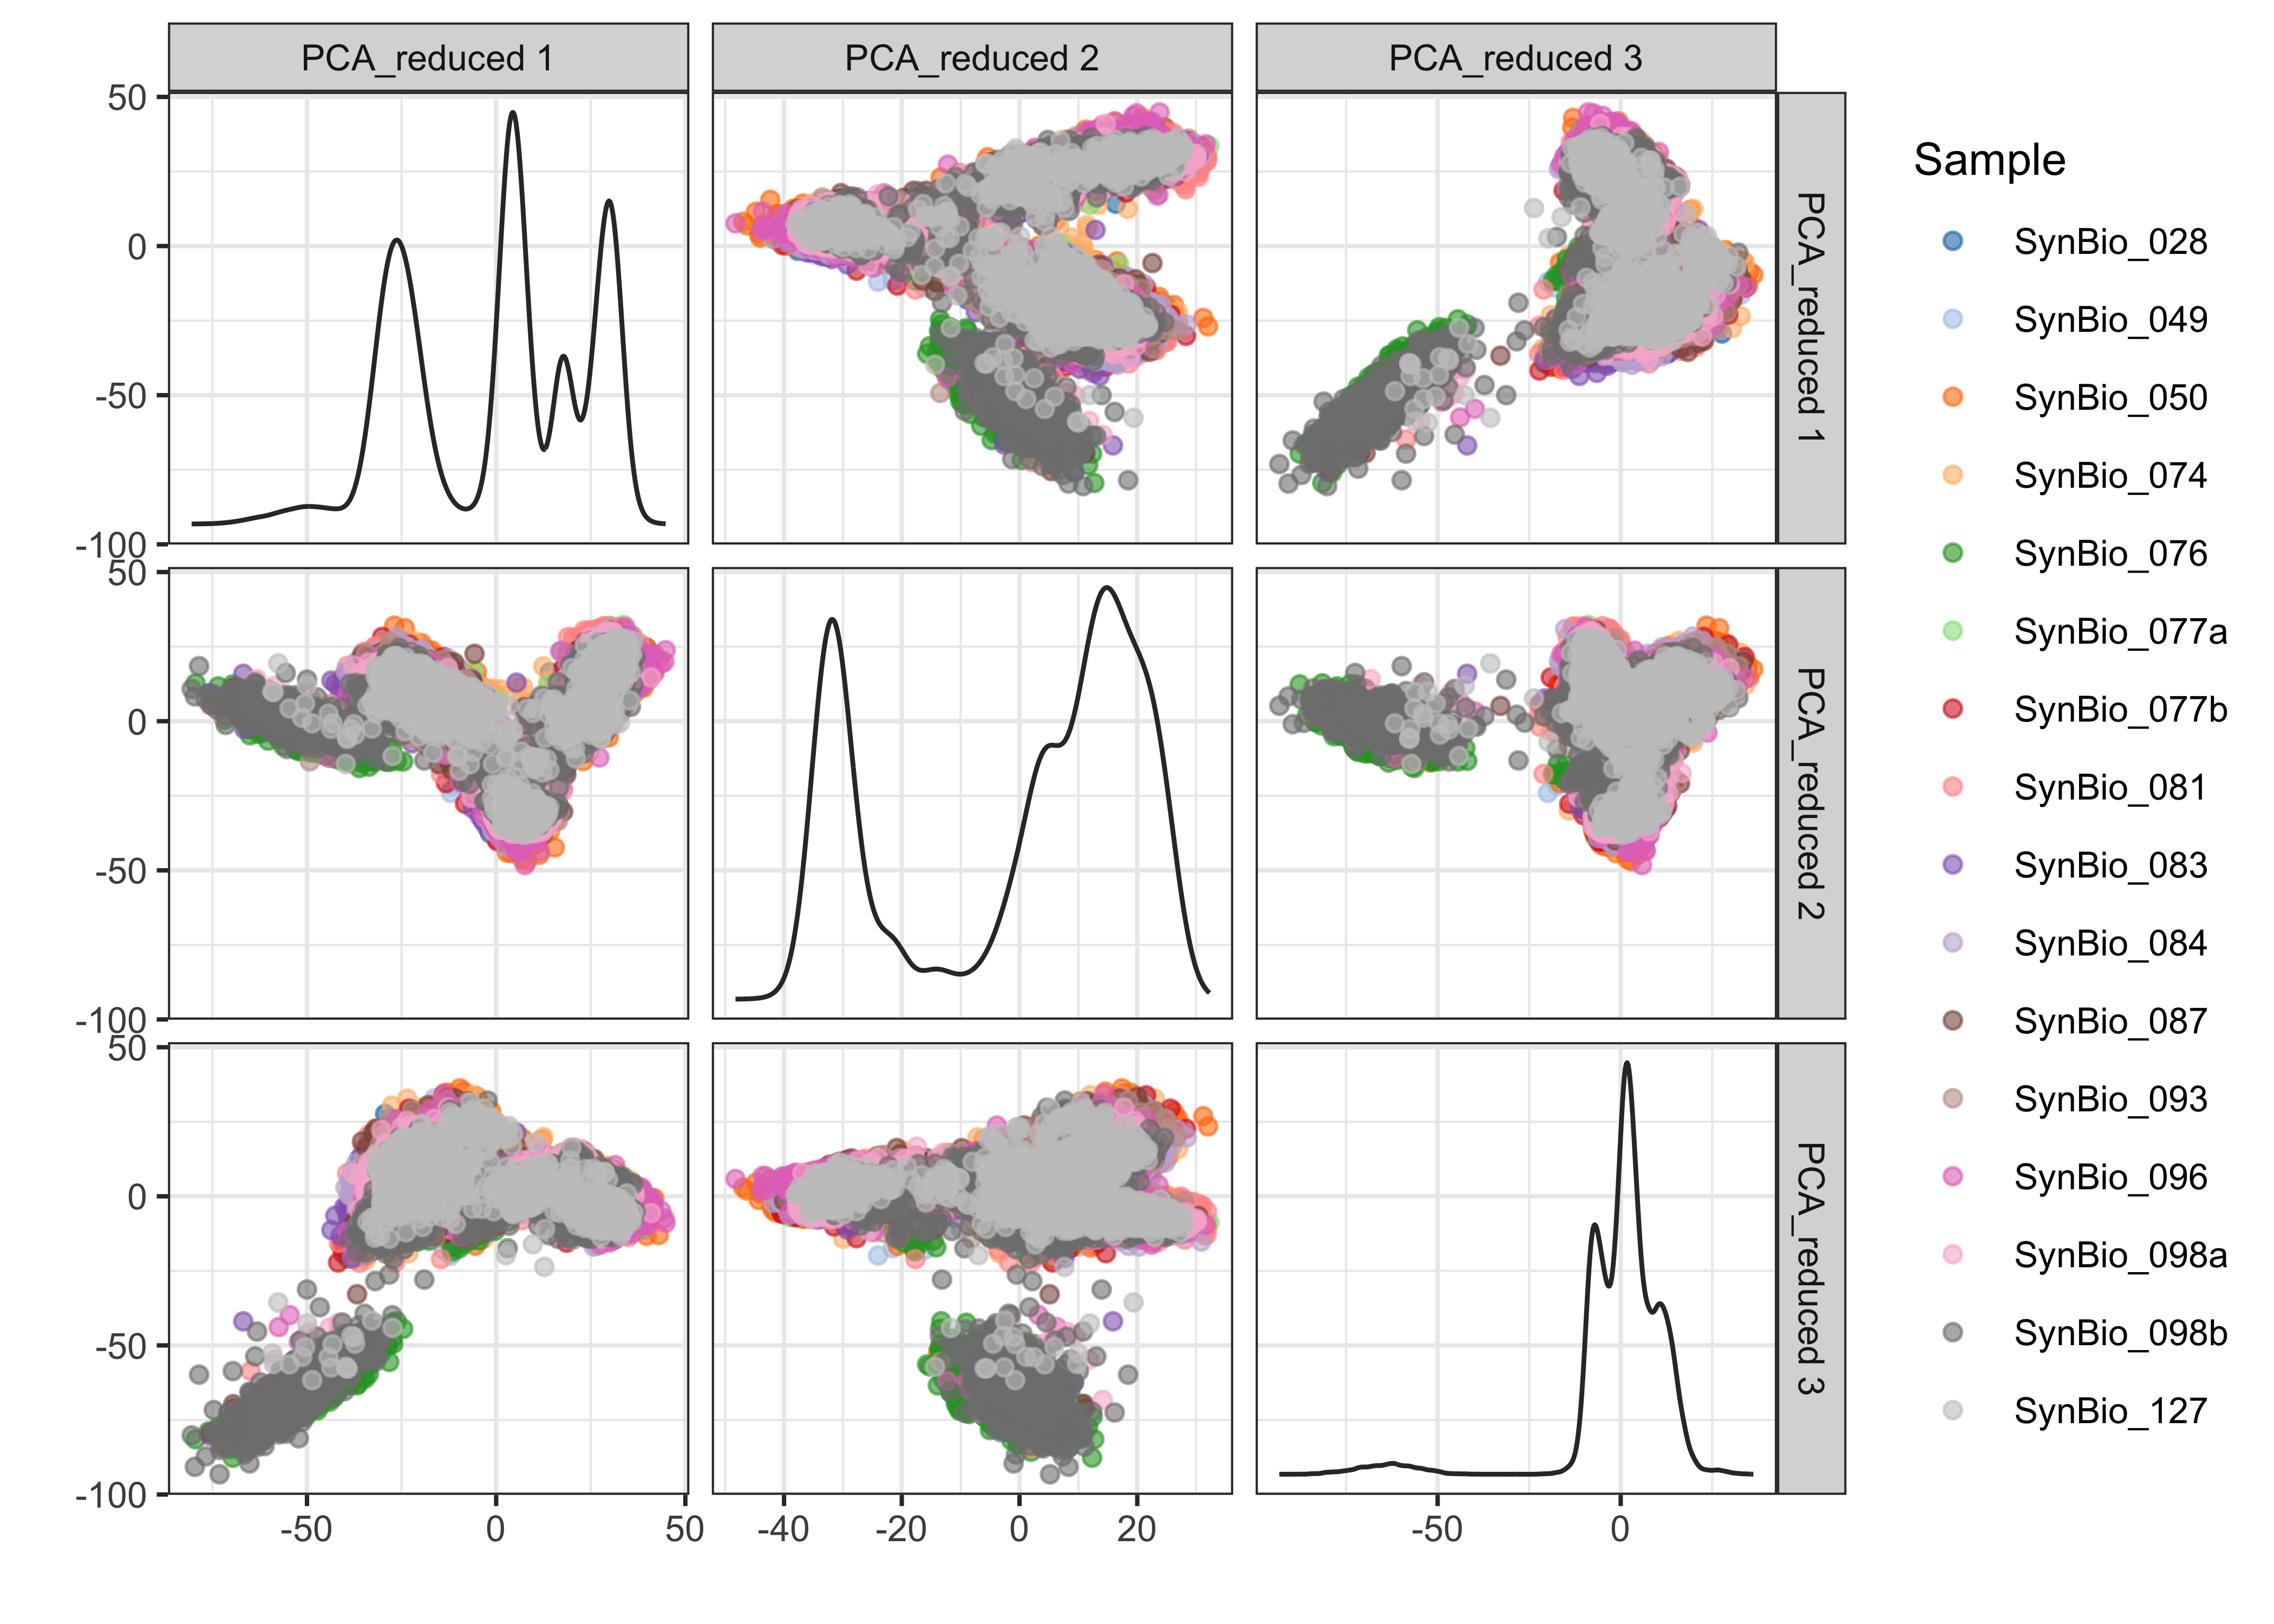 PCA_reduced 1
PCA_reduced 2
PCA_reduced 3
50
0
-50
-100
PCA_reduced 1
50
0
-50
-100
PCA_reduced 2
50
0
-50
-100
PCA_reduced 3
-50
0
50
-40
-20
0
20
-50
0
Sample
SynBio_028
SynBio_049
SynBio_050
SynBio_074
SynBio_076
SynBio_077a
SynBio_077b
SynBio_081
SynBio_083
SynBio_084
SynBio_087
SynBio_093
SynBio_096
SynBio_098a
SynBio_098b
SynBio_127